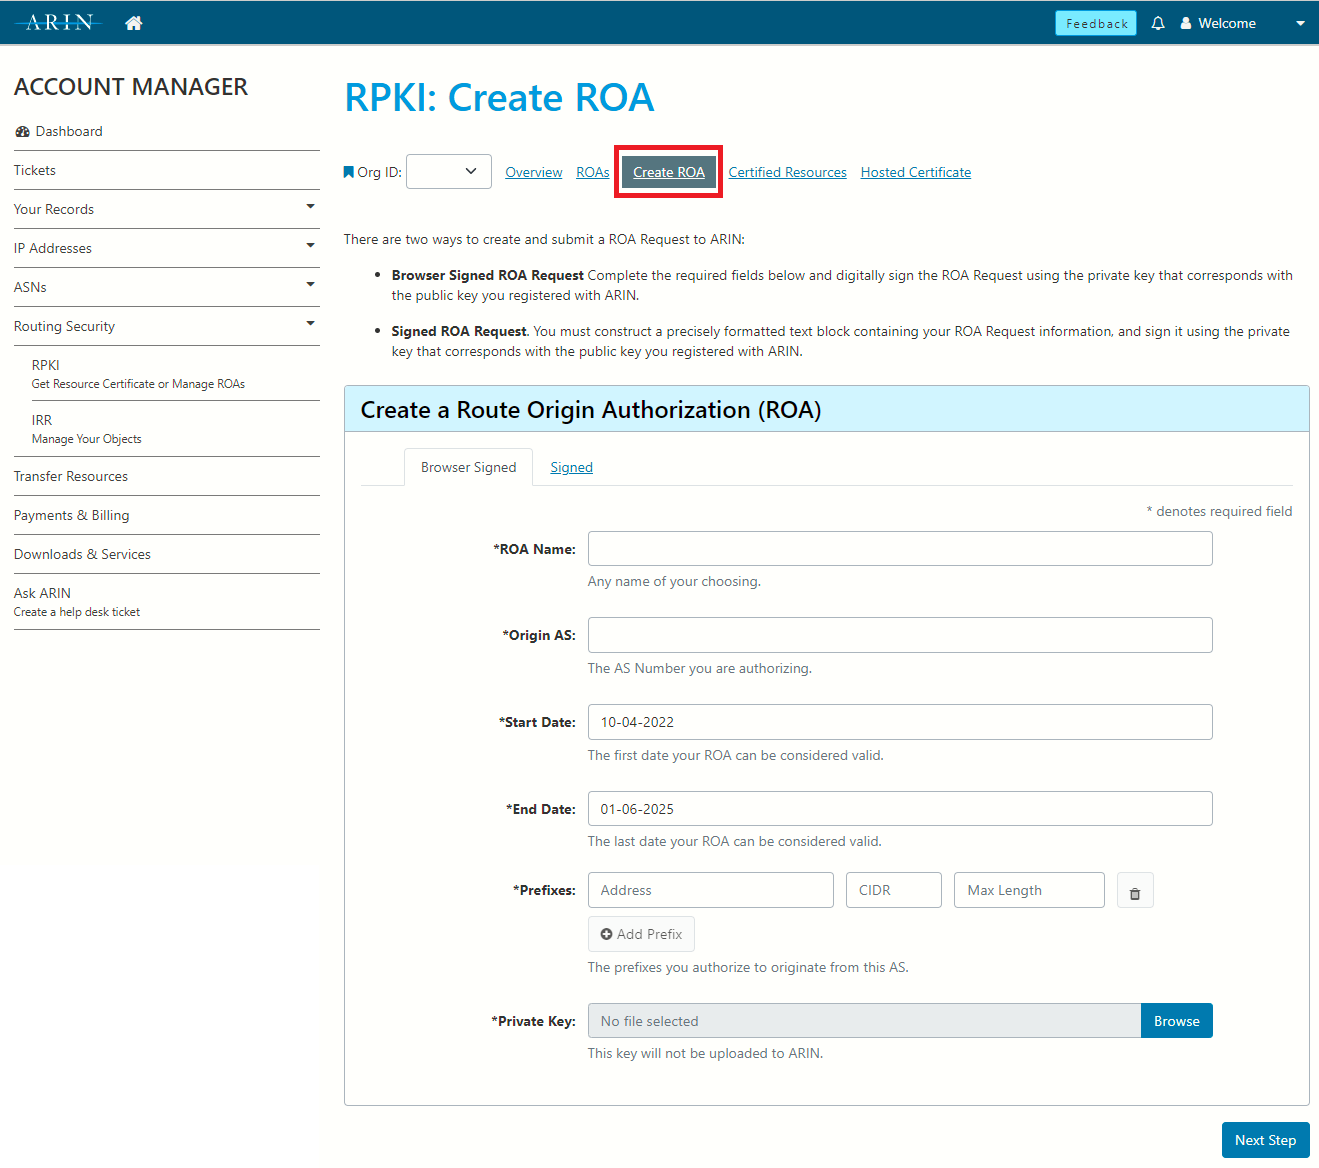 ARIN
Feedback
Welcome
ACCOUNT MANAGER
Dashboard
Tickets
Your Records
IP Addresses
ASNs
Routing Security
RPKI
Get Resource Certificate or Manage ROAs
IRR
Manage Your Objects
Transfer Resources
Payments & Billing
Downloads & Services
Ask ARIN
Create a help desk ticket
RPKI: Create ROA
Org ID: Overview ROAs Create ROA Certified Resources Hosted Certificate
There are two ways to create and submit a ROA Request to ARIN:
• Browser Signed ROA Request Complete the required fields below and digitally sign the ROA Request using the private key that corresponds with
the public key you registered with ARIN.
• Signed ROA Request. You must construct a precisely formatted text block containing your ROA Request information, and sign it using the private
key that corresponds with the public key you registered with ARIN.
Create a Route Origin Authorization (ROA)
Browser Signed Signed
* denotes required field
*ROA Name:
Any name of your choosing.
*Origin AS:
The AS Number you are authorizing.
*Start Date: 10-04-2022
The first date your ROA can be considered valid.
*End Date: 01-06-2025
The last date your ROA can be considered valid.
*Prefixes: Address CIDR Max Length
Add Prefix
The prefixes you authorize to originate from this AS.
*Private Key: No file selected Browse
This key will not be uploaded to ARIN.
Next Step